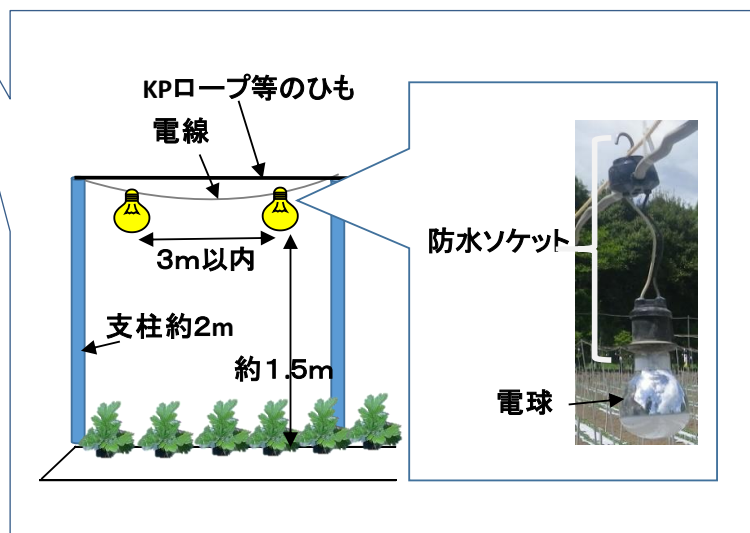 KPロープ等のひも
電線
防水ソケット
3m以内
支柱約2m
約1.5m
電球